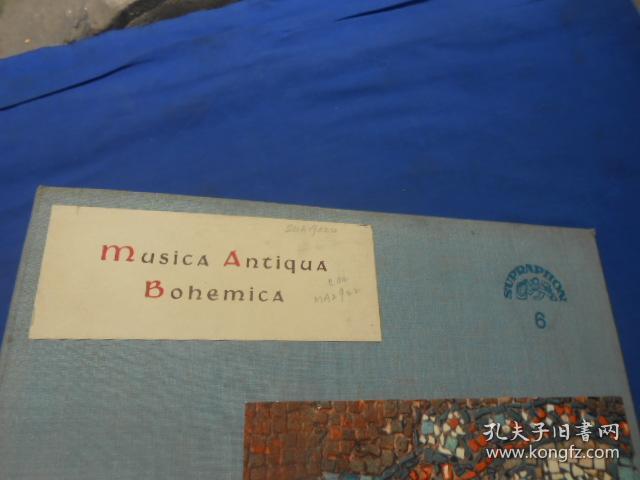 Musica Antiqua
Bohemica
SUPRAPHON
6
孔夫子旧书网
www.kongfz.com